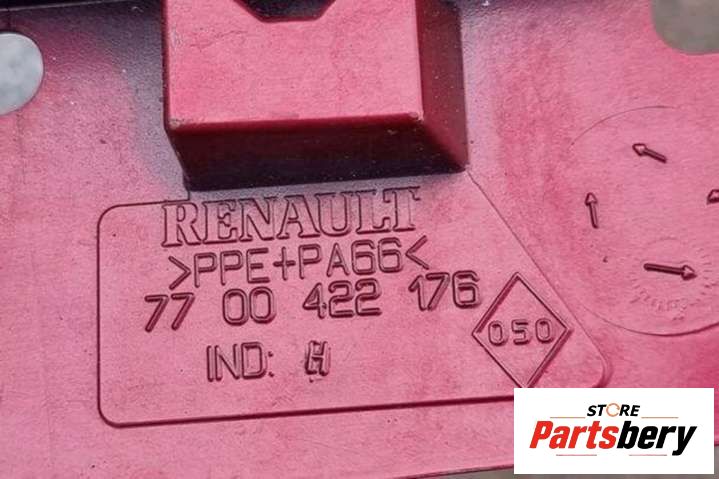 RENAULT
>PPE+PA66<
77 00 422 176
IND: H
050
STORE
Partsbery